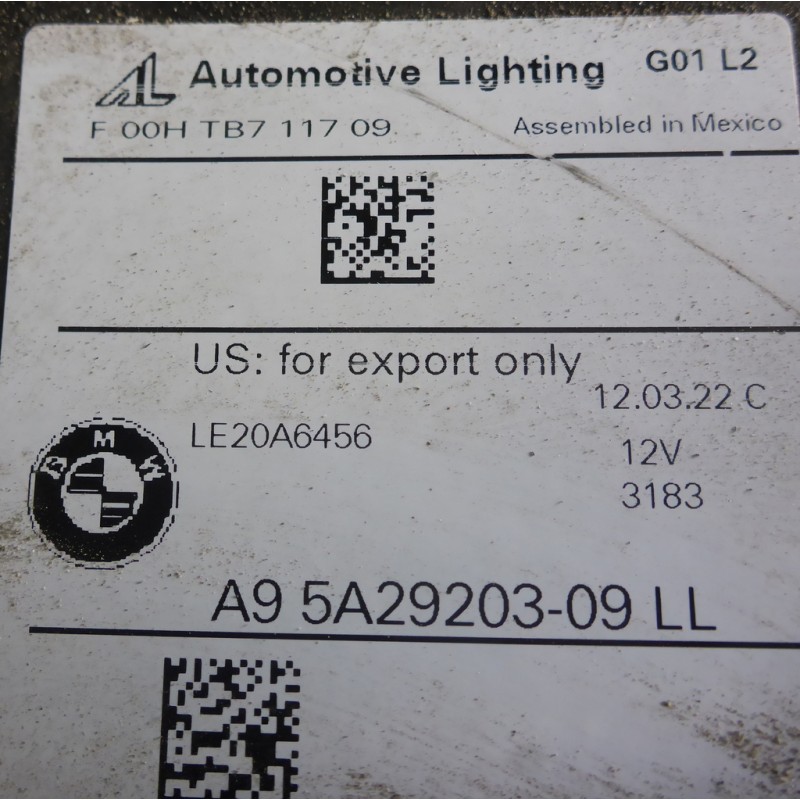 AL Automotive Lighting G01 L2
F 00H TB7 117 09 Assembled in Mexico
US: for export only
12.03.22 C
LE20A6456
12V
3183
BMW
A9 5A29203-09 LL